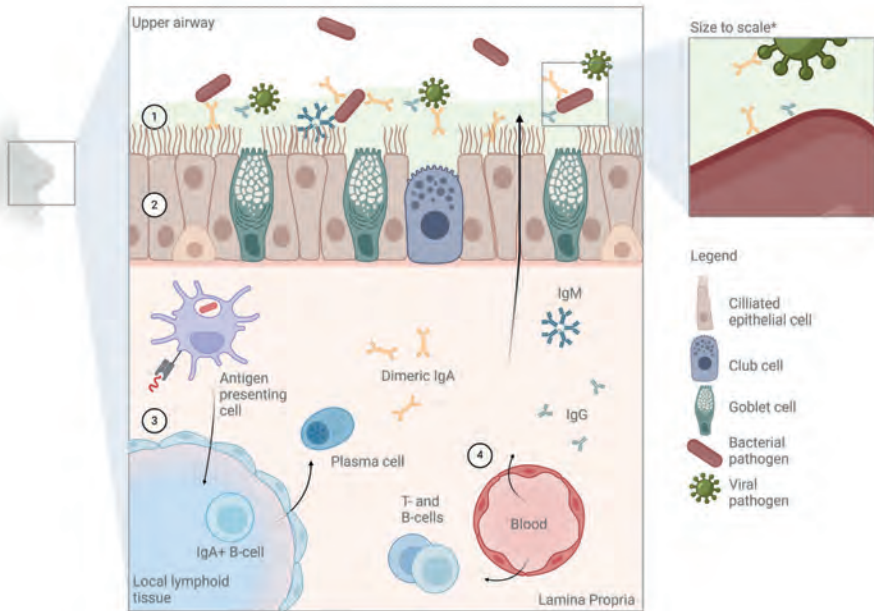 Upper airway
1
2
IgM
Dimeric IgA
Antigen
presenting
cell
IgG
3
Plasma cell
4
T- and
B-cells
Blood
IgA+ B-cell
Local lymphoid
tissue
Lamina Propria
Size to scale*
Legend
Cilliated
epithelial cell
Club cell
Goblet cell
Bacterial
pathogen
Viral
pathogen